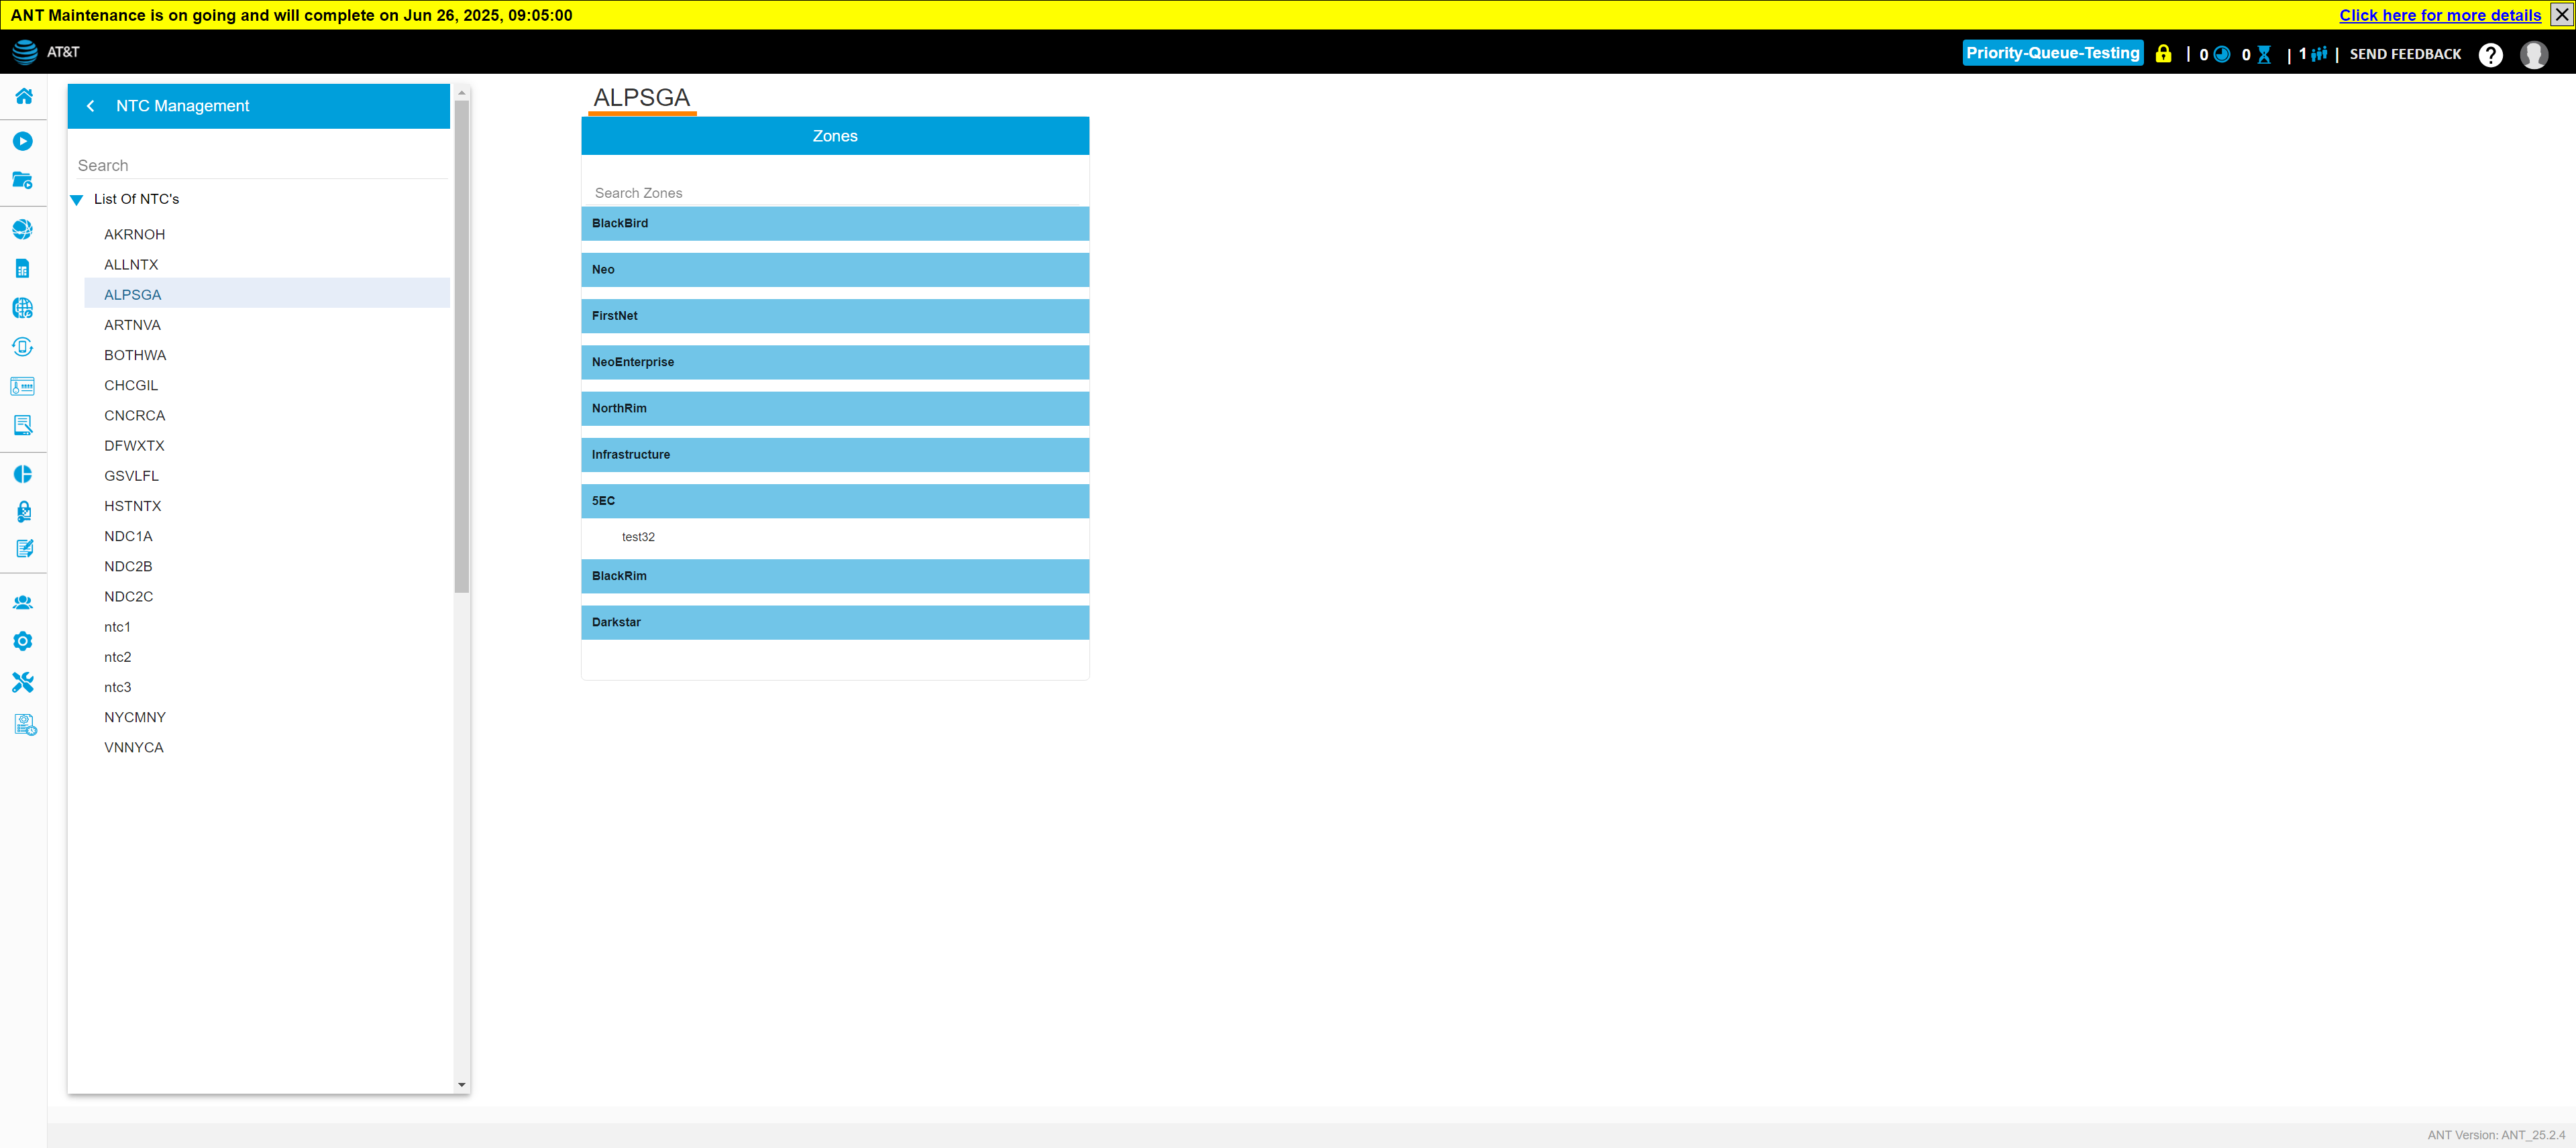 ANT Maintenance is on going and will complete on Jun 26, 2025, 09:05:00
Click here for more details
AT&T
Priority-Queue-Testing | 0 0 | 1 | SEND FEEDBACK ?
NTC Management
Search
List Of NTC's
AKRNOH
ALLNTX
ALPSGA
ARTNVA
BOTHWA
CHCGIL
CNCRCA
DFWXTX
GSVLFL
HSTNTX
NDC1A
NDC2B
NDC2C
ntc1
ntc2
ntc3
NYCMNY
VNNYCA
ALPSGA
Zones
Search Zones
BlackBird
Neo
FirstNet
NeoEnterprise
NorthRim
Infrastructure
5EC
test32
BlackRim
Darkstar
ANT Version: ANT_25.2.4